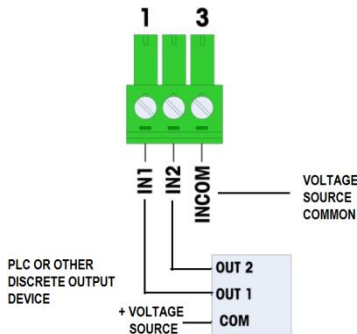 1 3
IN1
IN2
INCOM
VOLTAGE
SOURCE
COMMON
PLC OR OTHER
DISCRETE OUTPUT
DEVICE
OUT 2
OUT 1
+ VOLTAGE
SOURCE
COM